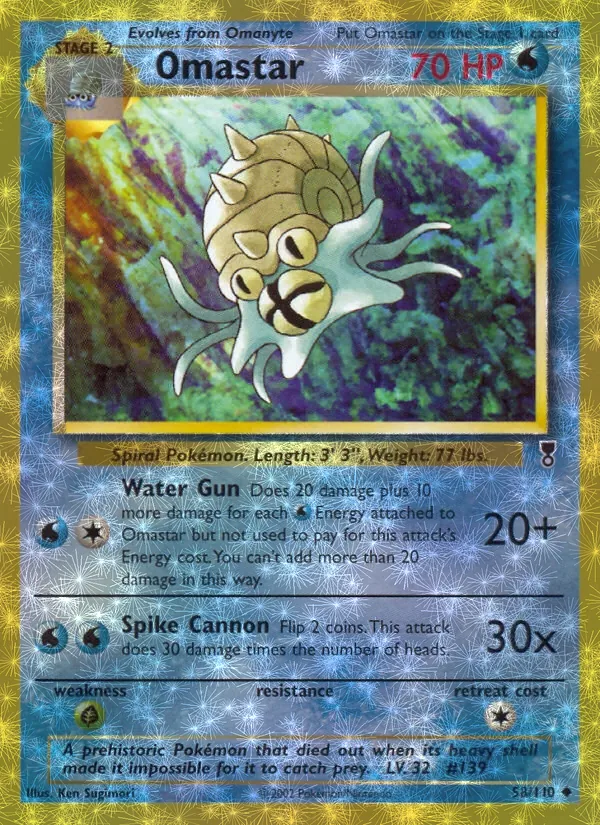 Evolves from Omanyte Put Omastar on the Stage 1 card
STAGE 2
Omastar 70 HP
Spiral Pokémon. Length: 3' 3", Weight: 77 lbs.
Water Gun Does 20 damage plus 10
more damage for each Energy attached to
Omastar but not used to pay for this attack's
Energy cost. You can't add more than 20
damage in this way.
20+
Spike Cannon Flip 2 coins. This attack
does 30 damage times the number of heads.
30x
weakness resistance retreat cost
A prehistoric Pokémon that died out when its heavy shell
made it impossible for it to catch prey. LV. 32 #139
Illus. Ken Sugimori © 2002 Pokémon/Nintendo 58/110